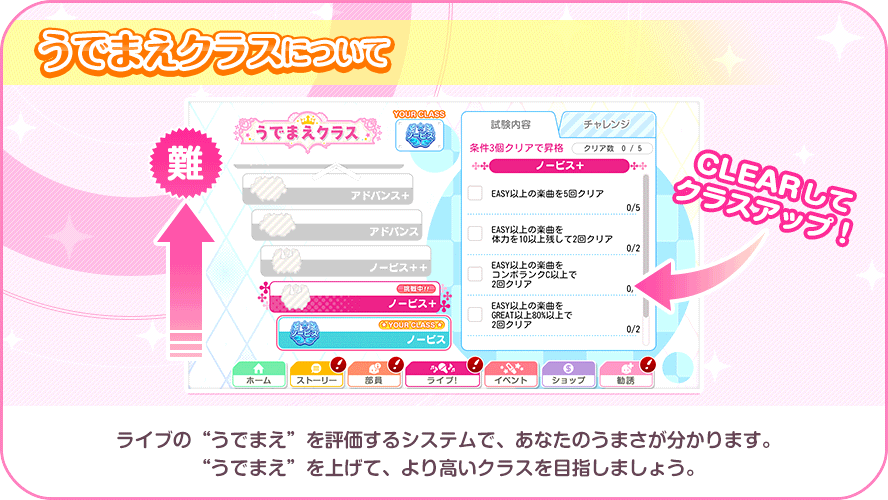 うでまえクラスについて
難
うでまえクラス
YOUR CLASS
ノービス
アドバンス+
アドバンス
ノービス++
挑戦中!!
ノービス+
YOUR CLASS
ノービス
ノービス
試験内容
チャレンジ
条件3個クリアで昇格
クリア数 0 / 5
ノービス+
EASY以上の楽曲を5回クリア
0/5
EASY以上の楽曲を
体力を10以上残して2回クリア
0/2
EASY以上の楽曲を
コンボランクC以上で
2回クリア
0/
EASY以上の楽曲を
GREAT以上80%以上で
2回クリア
0/2
CLEARして
クラスアップ!
ホーム
ストーリー
部員
ライブ!
イベント
ショップ
勧誘
ライブの“うでまえ”を評価するシステムで、あなたのうまさが分かります。
“うでまえ”を上げて、より高いクラスを目指しましょう。